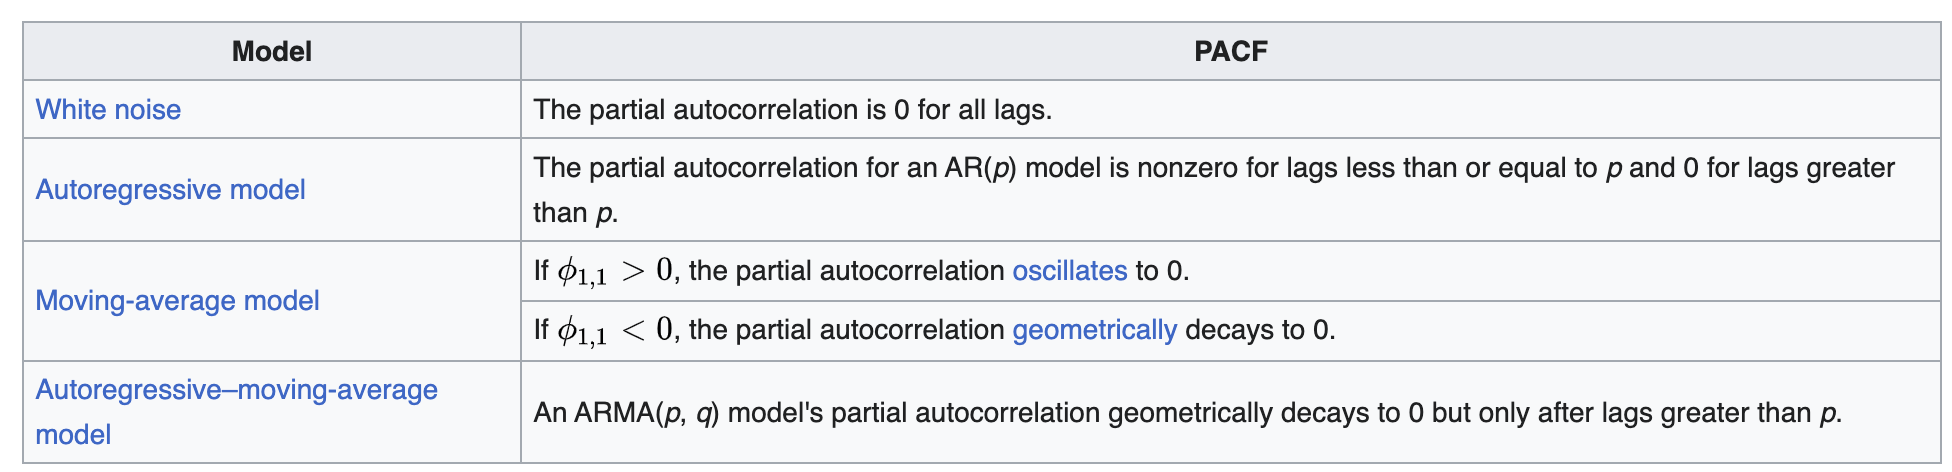 Model PACF
White noise The partial autocorrelation is 0 for all lags.
Autoregressive model The partial autocorrelation for an AR(p) model is nonzero for lags less than or equal to p and 0 for lags greater
than p.
Moving-average model
If ϕ1,1 > 0, the partial autocorrelation oscillates to 0.
If ϕ1,1 < 0, the partial autocorrelation geometrically decays to 0.
Autoregressive–moving-average
model
An ARMA(p, q) model's partial autocorrelation geometrically decays to 0 but only after lags greater than p.